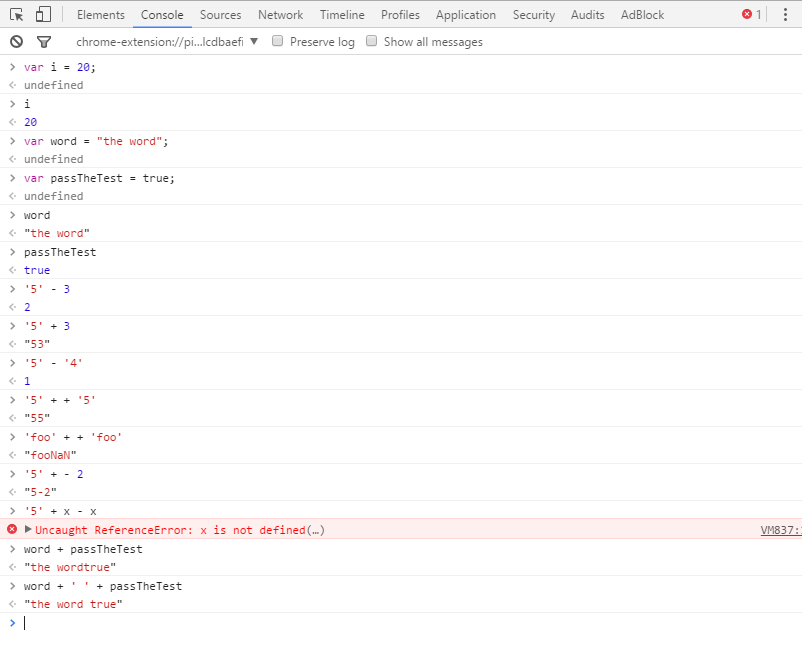 Elements Console Sources Network Timeline Profiles Application Security Audits AdBlock 1
chrome-extension://pi…lcdbaefi ▼ Preserve log Show all messages
> var i = 20;
<· undefined
> i
<· 20
> var word = "the word";
<· undefined
> var passTheTest = true;
<· undefined
> word
<· "the word"
> passTheTest
<· true
> '5' - 3
<· 2
> '5' + 3
<· "53"
> '5' - '4'
<· 1
> '5' + + '5'
<· "55"
> 'foo' + + 'foo'
<· "fooNaN"
> '5' + - 2
<· "5-2"
> '5' + x - x
▶ Uncaught ReferenceError: x is not defined(…) VM837:
> word + passTheTest
<· "the wordtrue"
> word + ' ' + passTheTest
<· "the word true"
>